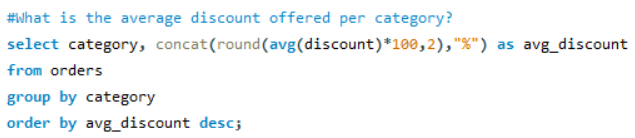 #What is the average discount offered per category?
select category, concat(round(avg(discount)*100,2),"%") as avg_discount
from orders
group by category
order by avg_discount desc;